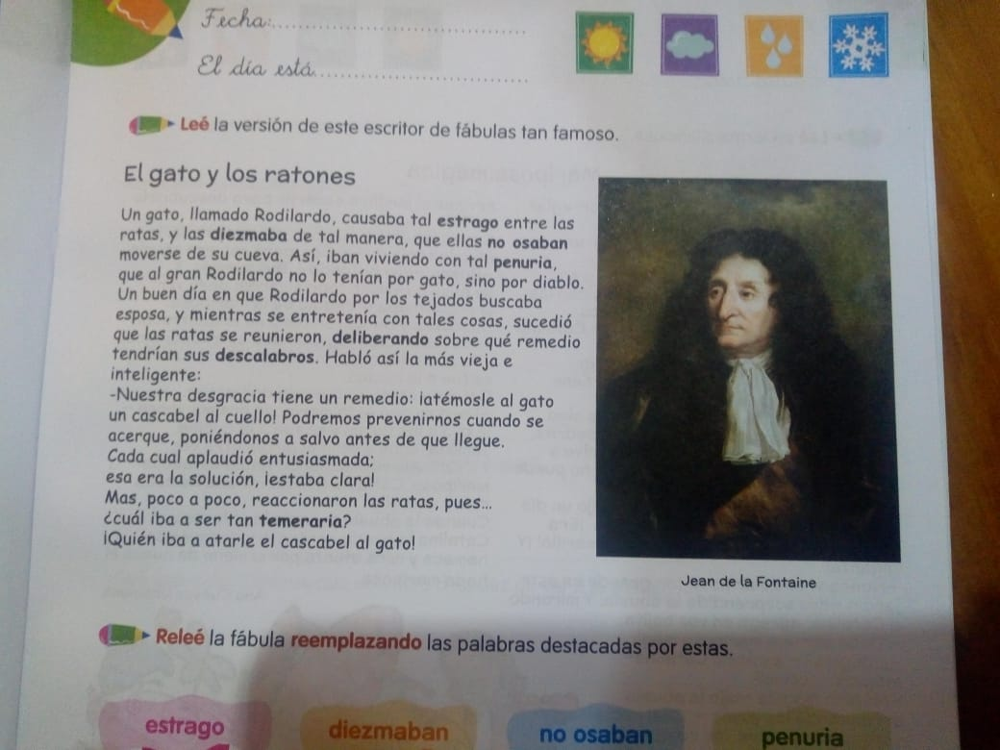 Fecha:
El día está
Leé la versión de este escritor de fábulas tan famoso.
El gato y los ratones
Un gato, llamado Rodilardo, causaba tal estrago entre las
ratas, y las diezmaba de tal manera, que ellas no osaban
moverse de su cueva. Así, iban viviendo con tal penuria,
que al gran Rodilardo no lo tenían por gato, sino por diablo.
Un buen día en que Rodilardo por los tejados buscaba
esposa, y mientras se entretenía con tales cosas, sucedió
que las ratas se reunieron, deliberando sobre qué remedio
tendrían sus descalabros. Habló así la más vieja e
inteligente:
-Nuestra desgracia tiene un remedio: ¡atémosle al gato
un cascabel al cuello! Podremos prevenirnos cuando se
acerque, poniéndonos a salvo antes de que llegue.
Cada cual aplaudió entusiasmada;
esa era la solución, ¡estaba clara!
Mas, poco a poco, reaccionaron las ratas, pues...
¿cuál iba a ser tan temeraria?
¡Quién iba a atarle el cascabel al gato!
Jean de la Fontaine
Releé la fábula reemplazando las palabras destacadas por estas.
estrago diezmaban no osaban penuria